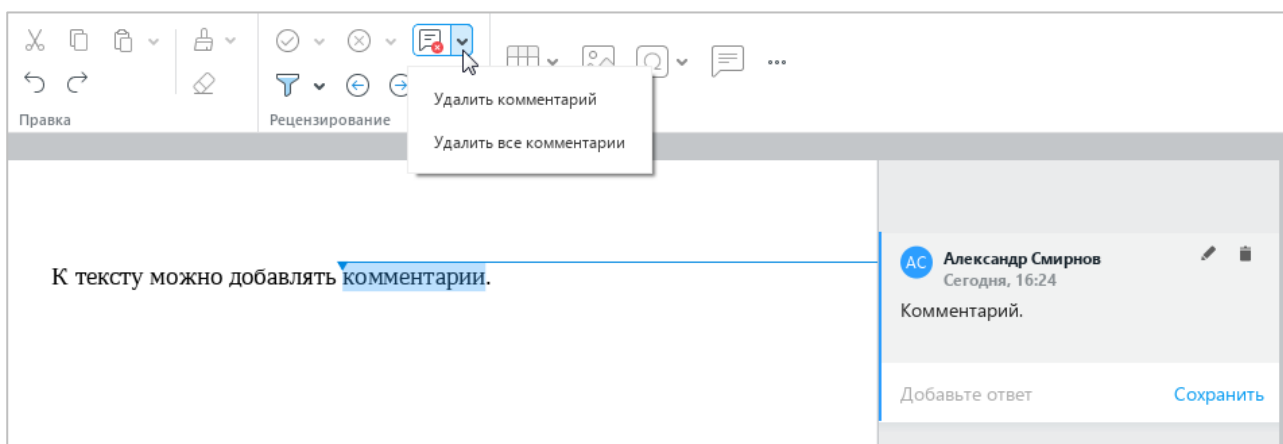 Удалить комментарий
Правка
Рецензирование
Удалить все комментарии
К тексту можно добавлять комментарии.
АС
Александр Смирнов
Сегодня, 16:24
Комментарий.
Добавьте ответ
Сохранить